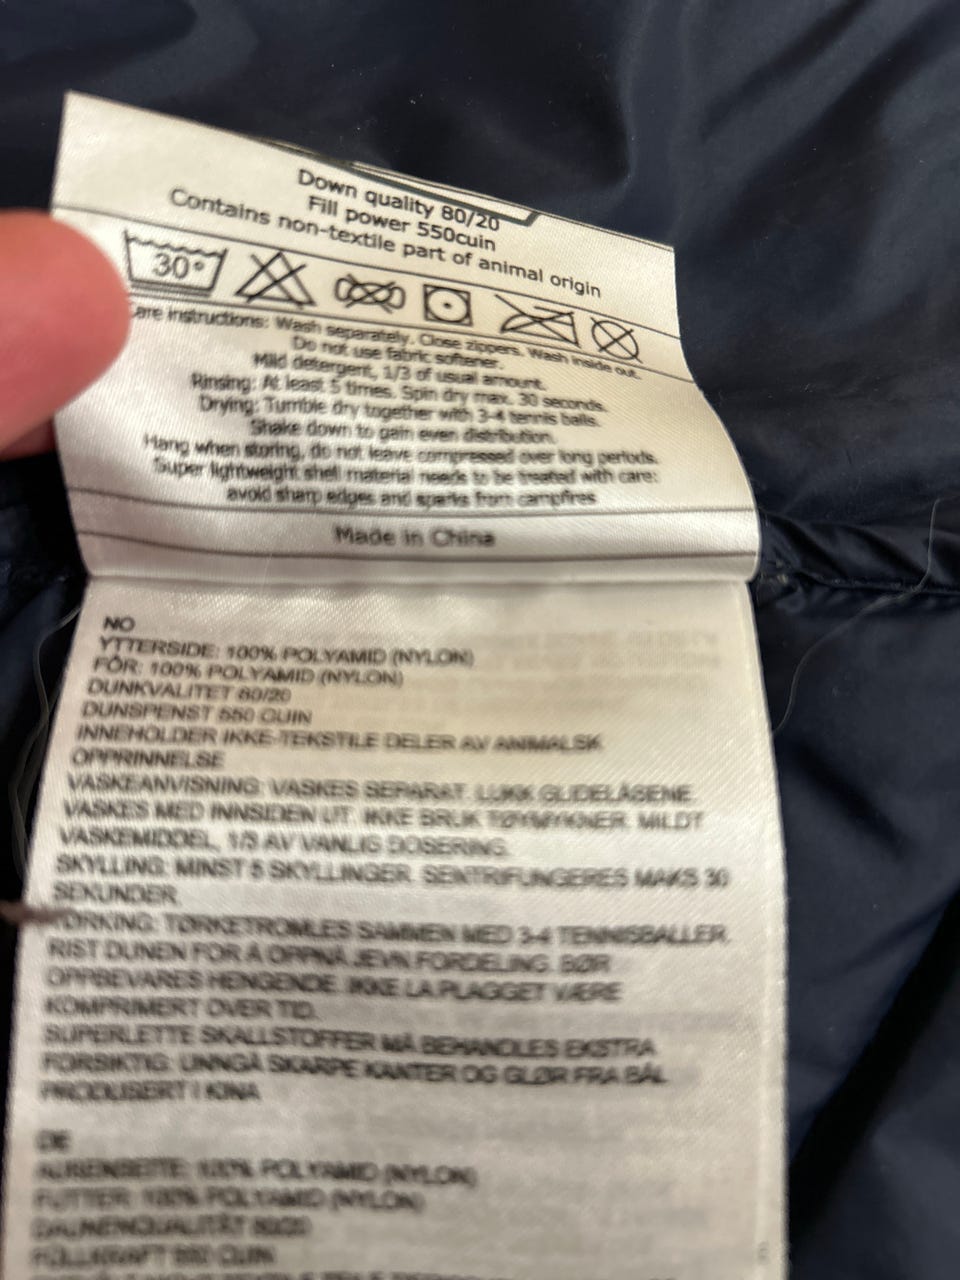 Down quality 80/20
Fill power 550cuin
Contains non-textile part of animal origin
30°
Care instructions: Wash separately. Close zippers. Wash inside out.
Do not use fabric softener.
Mild detergent, 1/3 of usual amount.
Rinsing: At least 5 times. Spin dry max. 30 seconds.
Drying: Tumble dry together with 3-4 tennis balls.
Shake down to gain even distribution.
Hang when storing, do not leave compressed over long periods.
Super lightweight shell material needs to be treated with care:
avoid sharp edges and sparks from campfires
Made in China
NO
YTTERSIDE: 100% POLYAMID (NYLON)
FÔR: 100% POLYAMID (NYLON)
DUNKVALITET 80/20
DUNSPENST 550 CUIN
INNEHOLDER IKKE-TEKSTILE DELER AV ANIMALSK
OPPRINNELSE
VASKEANVISNING: VASKES SEPARAT. LUKK GLIDELÅSENE.
VASKES MED INNSIDEN UT. IKKE BRUK TØYMYKNER. MILDT
VASKEMIDDEL, 1/3 AV VANLIG DOSERING.
SKYLLING: MINST 5 SKYLLINGER. SENTRIFUNGERES MAKS 30
SEKUNDER.
TØRKING: TØRKETROMLES SAMMEN MED 3-4 TENNISBALLER.
RIST DUNEN FOR Å OPPNÅ JEVN FORDELING. BØR
OPPBEVARES HENGENDE. IKKE LA PLAGGET VÆRE
KOMPRIMERT OVER TID.
SUPERLETTE SKALLSTOFFER MÅ BEHANDLES EKSTRA
FORSIKTIG: UNNGÅ SKARPE KANTER OG GLØR FRA BÅL
PRODUSERT I KINA
DE
AUßENSEITE: 100% POLYAMID (NYLON)
FUTTER: 100% POLYAMID (NYLON)
DAUNENQUALITÄT 80/20
FÜLLKRAFT 550 CUIN